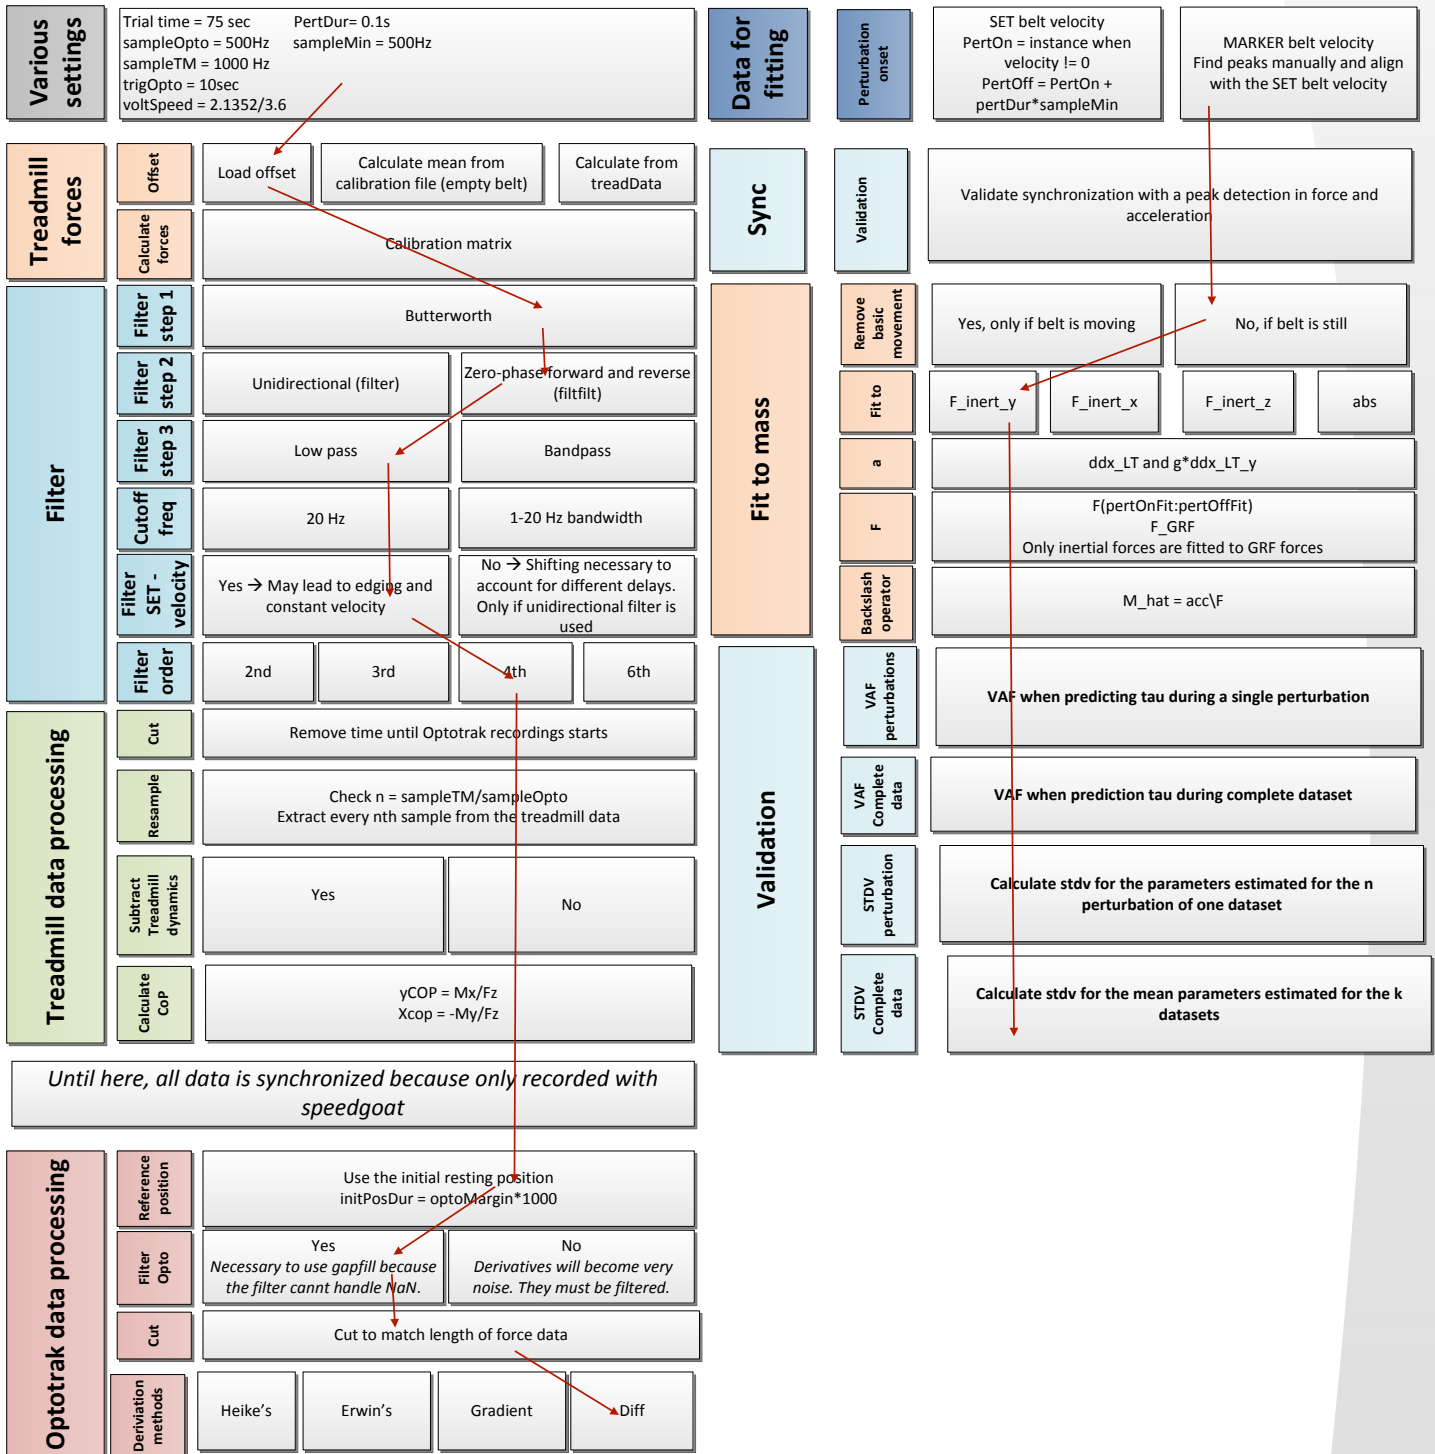 Various
settings
Trial time = 75 sec PertDur= 0.1s
sampleOpto = 500Hz sampleMin = 500Hz
sampleTM = 1000 Hz
trigOpto = 10sec
voltSpeed = 2.1352/3.6
Treadmill
forces
Offset
Load offset
Calculate mean from
calibration file (empty belt)
Calculate from
treadData
Calculate
forces
Calibration matrix
Filter
Filter
step 1
Butterworth
Filter
step 2
Unidirectional (filter)
Zero-phase forward and reverse
(filtfilt)
Filter
step 3
Low pass
Bandpass
Cutoff
freq
20 Hz
1-20 Hz bandwidth
Filter
SET -
velocity
Yes → May lead to edging and
constant velocity
No → Shifting necessary to
account for different delays.
Only if unidirectional filter is
used
Filter
order
2nd
3rd
4th
6th
Treadmill data processing
Cut
Remove time until Optotrak recordings starts
Resample
Check n = sampleTM/sampleOpto
Extract every nth sample from the treadmill data
Subtract
Treadmill
dynamics
Yes
No
Calculate
CoP
yCOP = Mx/Fz
Xcop = -My/Fz
Until here, all data is synchronized because only recorded with
speedgoat
Optotrak data processing
Reference
position
Use the initial resting position
initPosDur = optoMargin*1000
Filter
Opto
Yes
Necessary to use gapfill because
the filter cannt handle NaN.
No
Derivatives will become very
noise. They must be filtered.
Cut
Cut to match length of force data
Deriviation
methods
Heike's
Erwin's
Gradient
Diff
Data for
fitting
Perturbation
onset
SET belt velocity
PertOn = instance when
velocity != 0
PertOff = PertOn +
pertDur*sampleMin
MARKER belt velocity
Find peaks manually and align
with the SET belt velocity
Sync
Validation
Validate synchronization with a peak detection in force and
acceleration
Fit to mass
Remove
basic
movement
Yes, only if belt is moving
No, if belt is still
Fit to
F_inert_y
F_inert_x
F_inert_z
abs
a
ddx_LT and g*ddx_LT_y
F
F(pertOnFit:pertOffFit)
F_GRF
Only inertial forces are fitted to GRF forces
Backslash
operator
M_hat = acc\F
Validation
VAF
perturbations
VAF when predicting tau during a single perturbation
VAF
Complete
data
VAF when prediction tau during complete dataset
STDV
perturbation
Calculate stdv for the parameters estimated for the n
perturbation of one dataset
STDV
Complete
data
Calculate stdv for the mean parameters estimated for the k
datasets